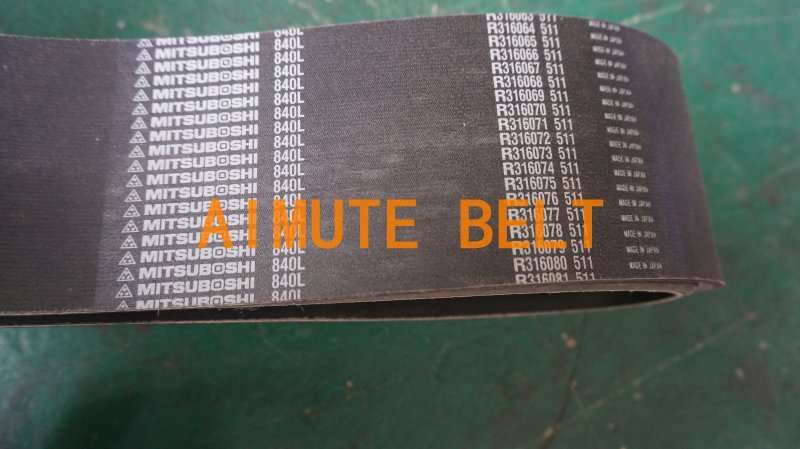 R316063 511
MITSUBOSHI 840L R316064 511 MADE IN JAPAN
MITSUBOSHI 840L R316065 511 MADE IN JAPAN
MITSUBOSHI 840L R316066 511 MADE IN JAPAN
MITSUBOSHI 840L R316067 511 MADE IN JAPAN
MITSUBOSHI 840L R316068 511 MADE IN JAPAN
MITSUBOSHI 840L R316069 511 MADE IN JAPAN
MITSUBOSHI 840L R316070 511 MADE IN JAPAN
MITSUBOSHI 840L R316071 511 MADE IN JAPAN
MITSUBOSHI 840L R316072 511 MADE IN JAPAN
MITSUBOSHI 840L R316073 511 MADE IN JAPAN
MITSUBOSHI 840L R316074 511 MADE IN JAPAN
MITSUBOSHI 840L R316075 511 MADE IN JAPAN
MITSUBOSHI 840L R316076 511 MADE IN JAPAN
MITSUBOSHI 840L R316077 511 MADE IN JAPAN
MITSUBOSHI 840L R316078 511 MADE IN JAPAN
AIMUTE BELT
MITSUBOSHI 840L R316079 511 MADE IN JAPAN
MITSUBOSHI 840L R316080 511 MADE IN JAPAN
MITSUBOSHI 840L R316081 511